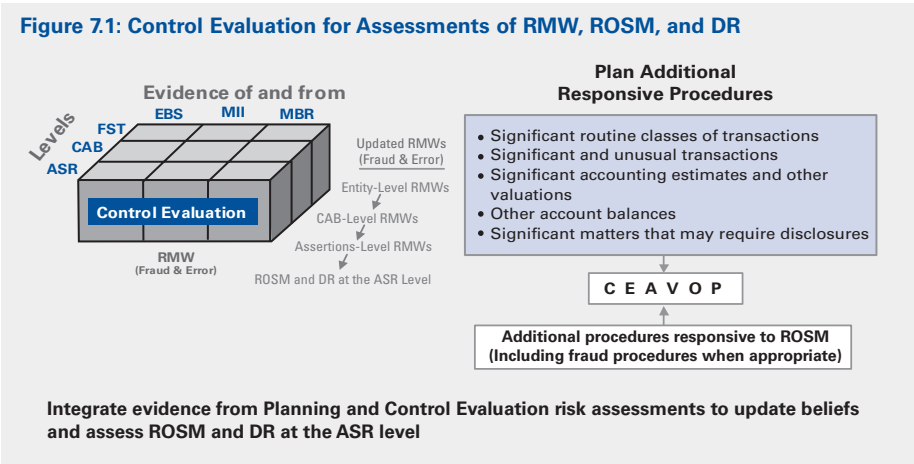 Figure 7.1: Control Evaluation for Assessments of RMW, ROSM, and DR
Evidence of and from
EBS MII MBR
Levels
FST
CAB
ASR
Control Evaluation
RMW
(Fraud & Error)
Updated RMWs
(Fraud & Error)
Entity-Level RMWs
CAB-Level RMWs
Assertions-Level RMWs
ROSM and DR at the ASR Level
Plan Additional
Responsive Procedures
• Significant routine classes of transactions
• Significant and unusual transactions
• Significant accounting estimates and other
valuations
• Other account balances
• Significant matters that may require disclosures
C E A V O P
Additional procedures responsive to ROSM
(Including fraud procedures when appropriate)
Integrate evidence from Planning and Control Evaluation risk assessments to update beliefs
and assess ROSM and DR at the ASR level